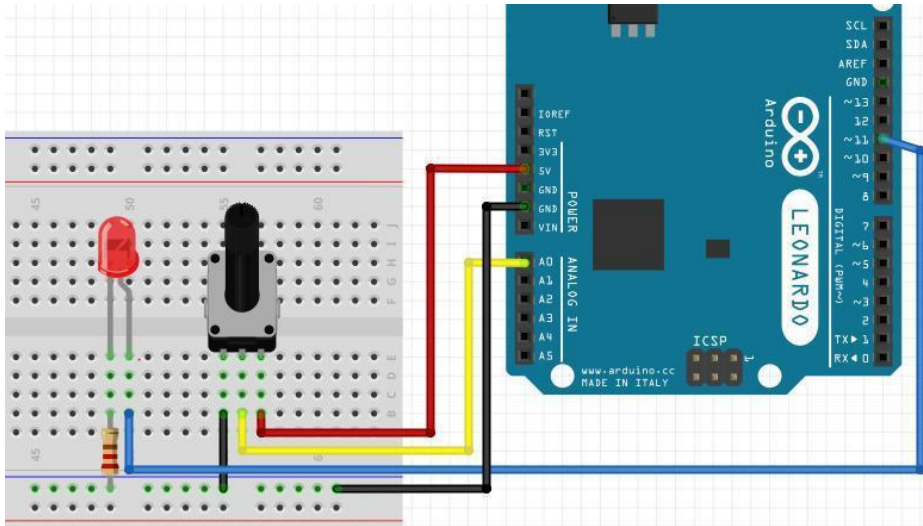 SCL
SDA
AREF
GND
~13
12
~11
~10
~9
8
7
~6
~5
4
~3
2
TX▶ 1
RX◀ 0
DIGITAL (PWM~)
Arduino
TM
LEONARDO
IOREF
RST
3V3
5V
GND
GND
VIN
POWER
A0
A1
A2
A3
A4
A5
ANALOG IN
ICSP
1
www.arduino.cc
MADE IN ITALY
45
50
55
60
J
I
H
G
F
E
D
C
B
45